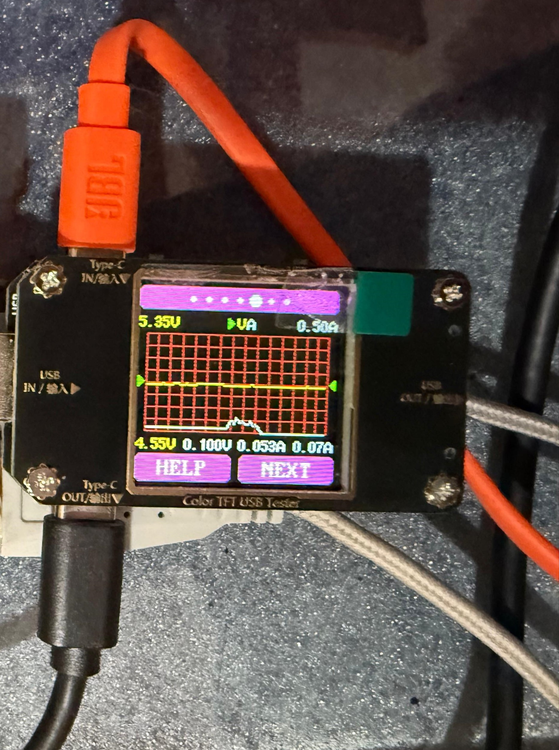 JBL
Type-C
IN/输入▼
5.35V ▶VA 0.50A
USB
IN / 输入▶
USB
OUT / 输出▶
4.55V 0.100V 0.053A 0.07A
HELP NEXT
Type-C
OUT/输出▼
Color TFT USB Tester